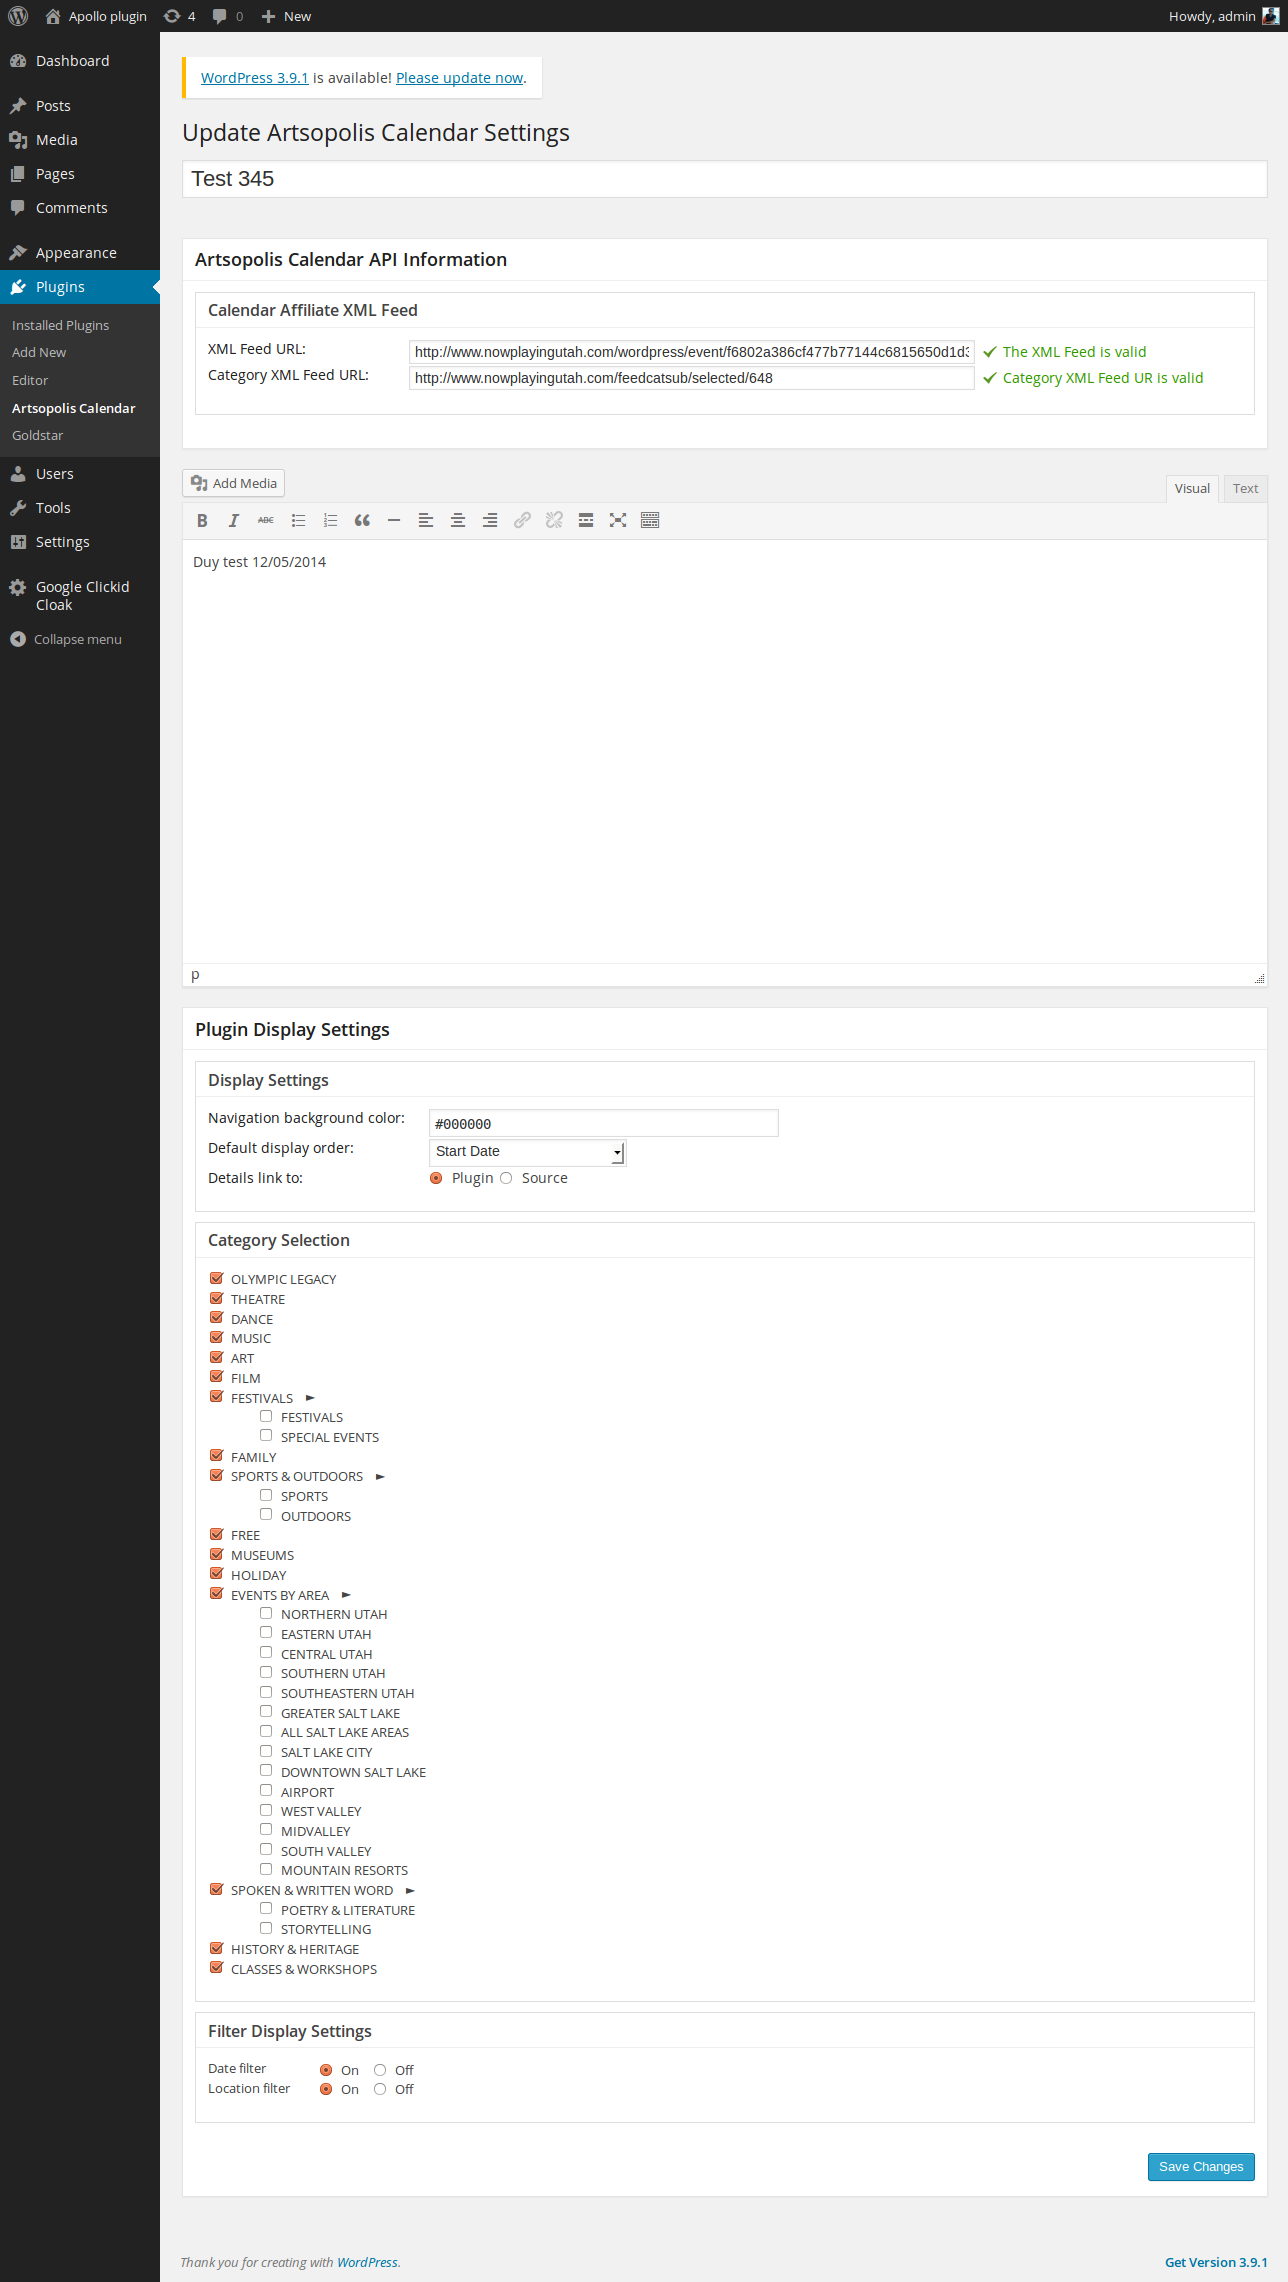 Apollo plugin 4 0 New Howdy, admin
Dashboard
Posts
Media
Pages
Comments
Appearance
Plugins
Installed Plugins
Add New
Editor
Artsopolis Calendar
Goldstar
Users
Tools
Settings
Google Clickid
Cloak
Collapse menu
WordPress 3.9.1 is available! Please update now.
Update Artsopolis Calendar Settings
Test 345
Artsopolis Calendar API Information
Calendar Affiliate XML Feed
XML Feed URL: http://www.nowplayingutah.com/wordpress/event/f6802a386cf477b77144c6815650d1d3 The XML Feed is valid
Category XML Feed URL: http://www.nowplayingutah.com/feedcatsub/selected/648 Category XML Feed UR is valid
Add Media Visual Text
B I ABC
Duy test 12/05/2014
p
Plugin Display Settings
Display Settings
Navigation background color: #000000
Default display order: Start Date
Details link to: Plugin Source
Category Selection
OLYMPIC LEGACY
THEATRE
DANCE
MUSIC
ART
FILM
FESTIVALS ►
FESTIVALS
SPECIAL EVENTS
FAMILY
SPORTS & OUTDOORS ►
SPORTS
OUTDOORS
FREE
MUSEUMS
HOLIDAY
EVENTS BY AREA ►
NORTHERN UTAH
EASTERN UTAH
CENTRAL UTAH
SOUTHERN UTAH
SOUTHEASTERN UTAH
GREATER SALT LAKE
ALL SALT LAKE AREAS
SALT LAKE CITY
DOWNTOWN SALT LAKE
AIRPORT
WEST VALLEY
MIDVALLEY
SOUTH VALLEY
MOUNTAIN RESORTS
SPOKEN & WRITTEN WORD ►
POETRY & LITERATURE
STORYTELLING
HISTORY & HERITAGE
CLASSES & WORKSHOPS
Filter Display Settings
Date filter On Off
Location filter On Off
Save Changes
Thank you for creating with WordPress. Get Version 3.9.1